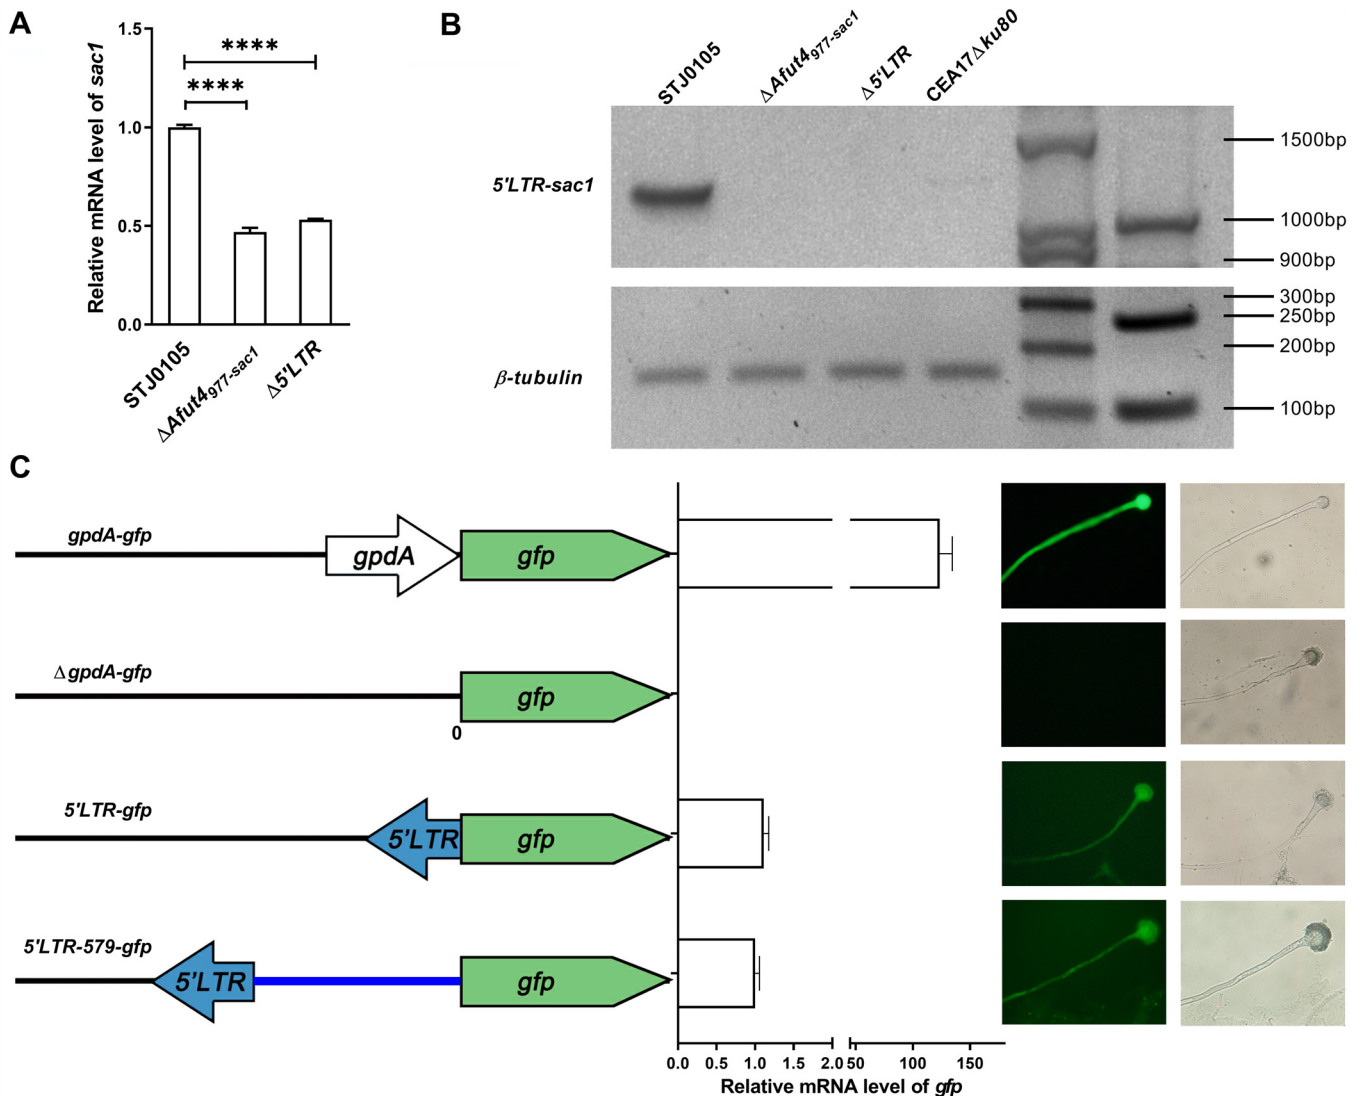 A
Relative mRNA level of sac1
1.5
1.0
0.5
0.0
****
****
STJ0105
ΔAfut4977-sac1
Δ5'LTR
B
STJ0105
ΔAfut4977-sac1
Δ5'LTR
CEA17Δku80
5'LTR-sac1
1500bp
1000bp
900bp
β-tubulin
300bp
250bp
200bp
100bp
C
gpdA-gfp
gpdA
gfp
ΔgpdA-gfp
gfp
0
5'LTR-gfp
5'LTR
gfp
5'LTR-579-gfp
5'LTR
gfp
0.0 0.5 1.0 1.5 2.0 50 100 150
Relative mRNA level of gfp